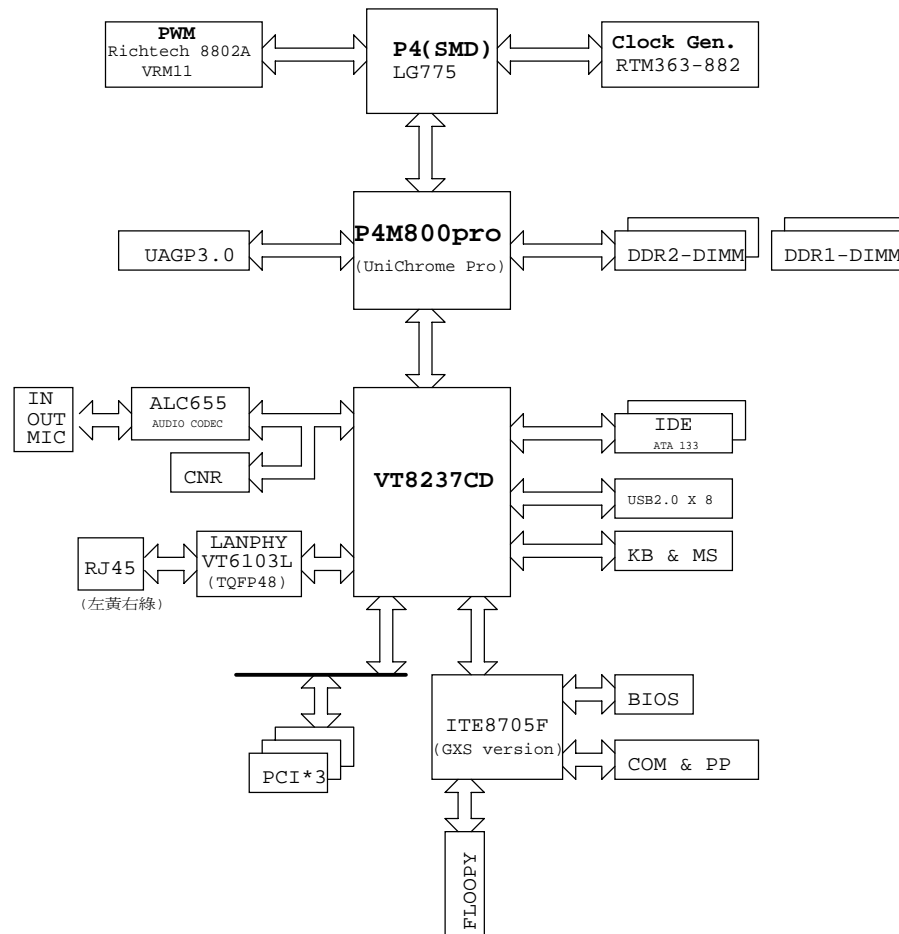 PWM
Richtech 8802A
VRM11
P4(SMD)
LG775
Clock Gen.
RTM363-882
P4M800pro
(UniChrome Pro)
UAGP3.0
DDR2-DIMM
DDR1-DIMM
IN
OUT
MIC
ALC655
AUDIO CODEC
CNR
VT8237CD
IDE
ATA 133
USB2.0 X 8
KB & MS
RJ45
(左黃右綠)
LANPHY
VT6103L
(TQFP48)
PCI*3
ITE8705F
(GXS version)
BIOS
COM & PP
FLOOPY